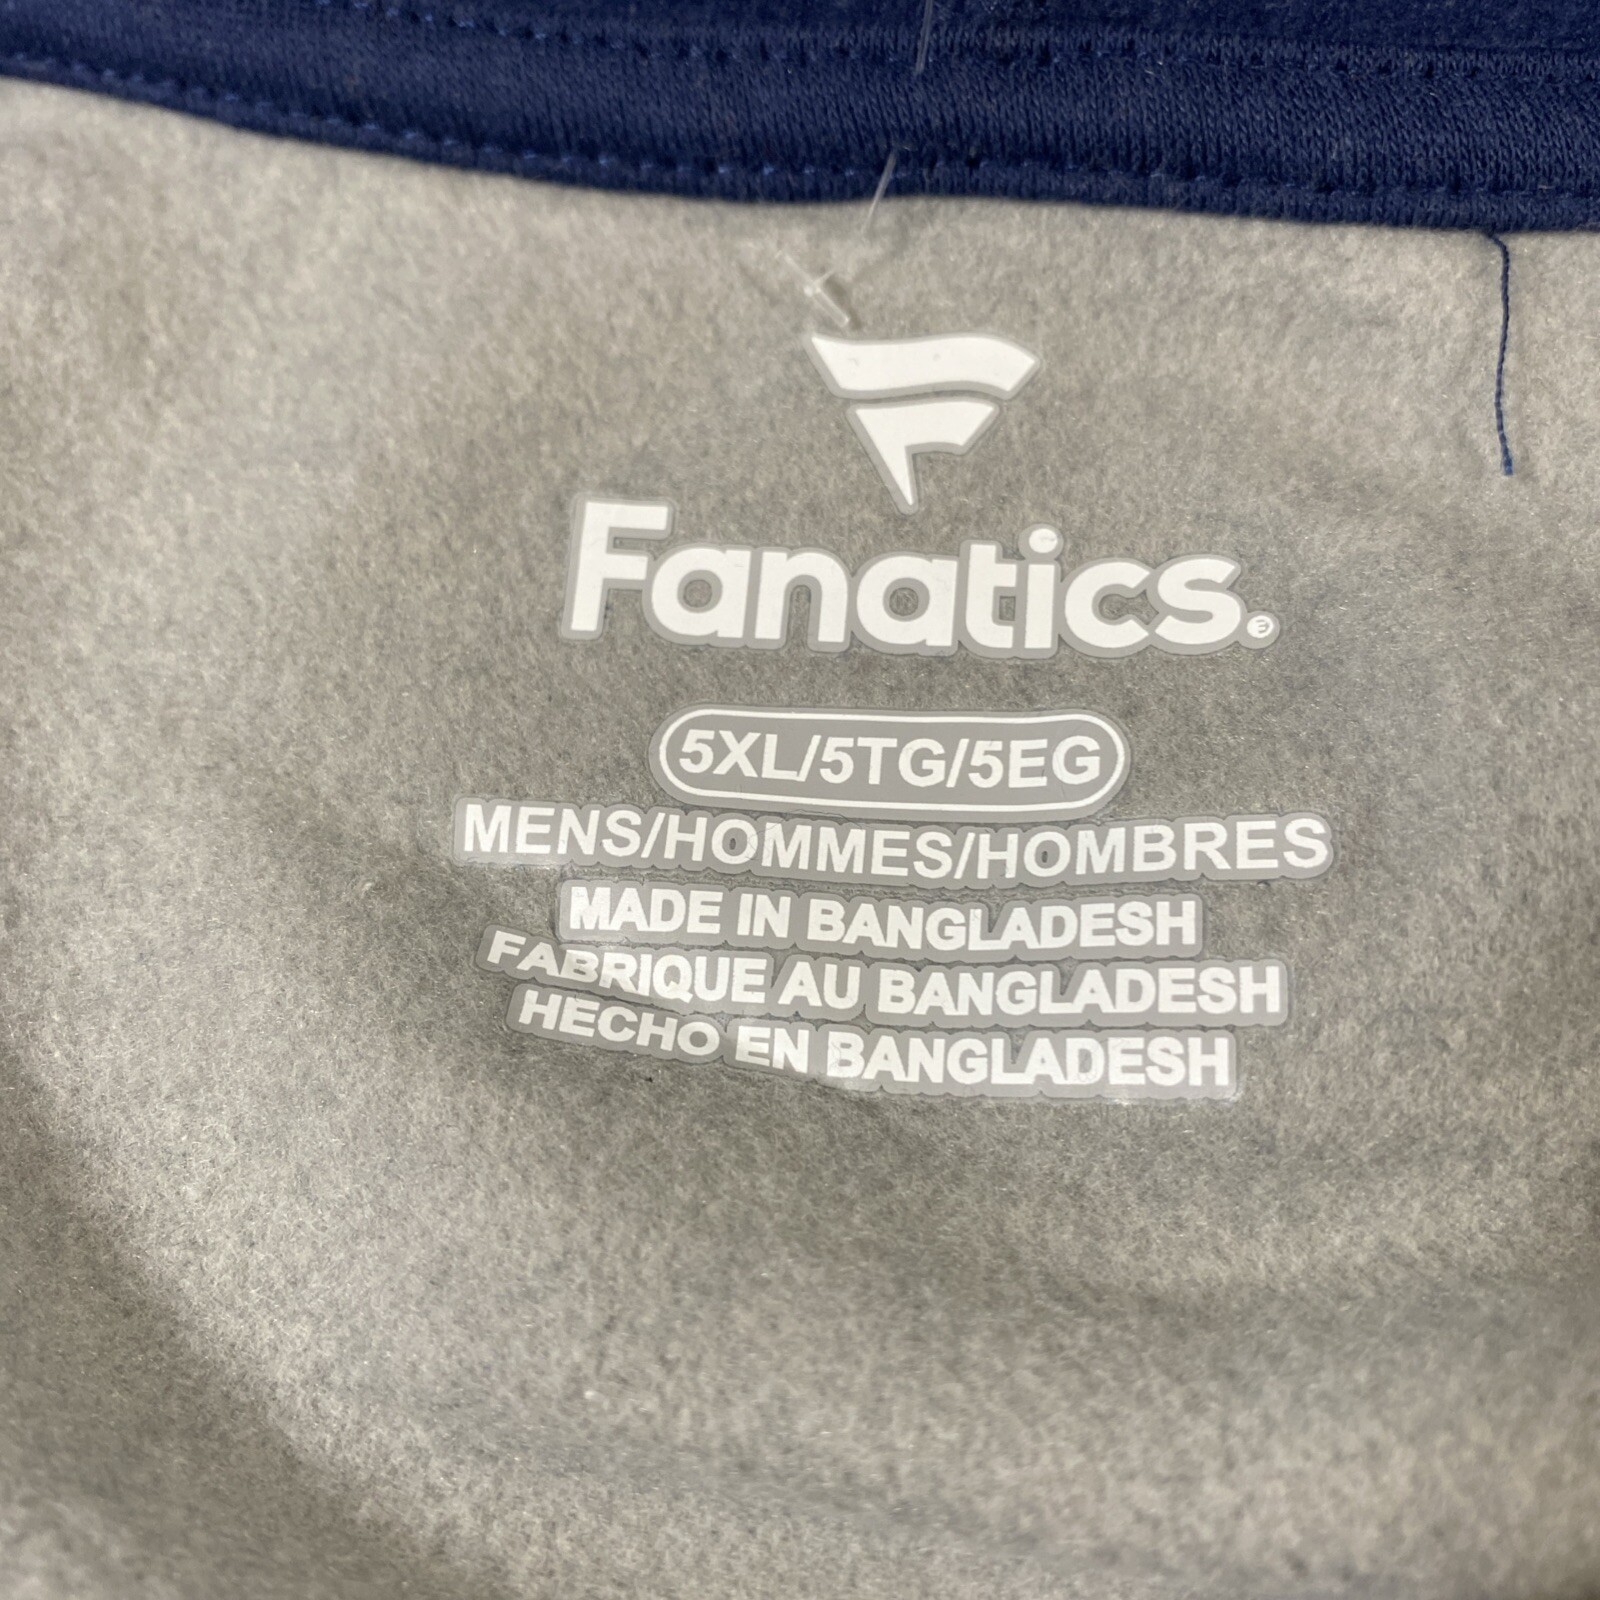 Fanatics.
5XL/5TG/5EG
MENS/HOMMES/HOMBRES
MADE IN BANGLADESH
FABRIQUE AU BANGLADESH
HECHO EN BANGLADESH